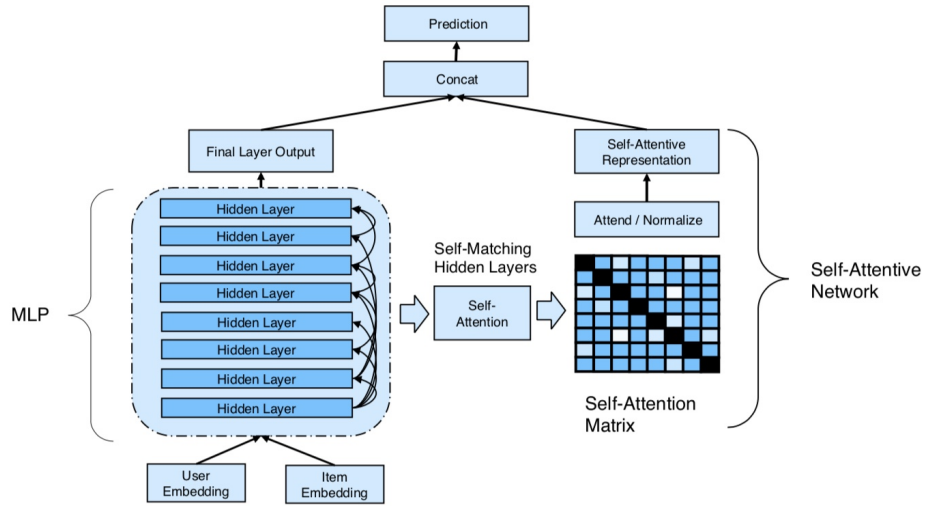 Prediction
Concat
Final Layer Output
Self-Attentive
Representation
Attend / Normalize
Hidden Layer
Hidden Layer
Hidden Layer
Hidden Layer
Hidden Layer
Hidden Layer
Hidden Layer
Hidden Layer
MLP
Self-Matching
Hidden Layers
Self-
Attention
Self-Attention
Matrix
Self-Attentive
Network
User
Embedding
Item
Embedding